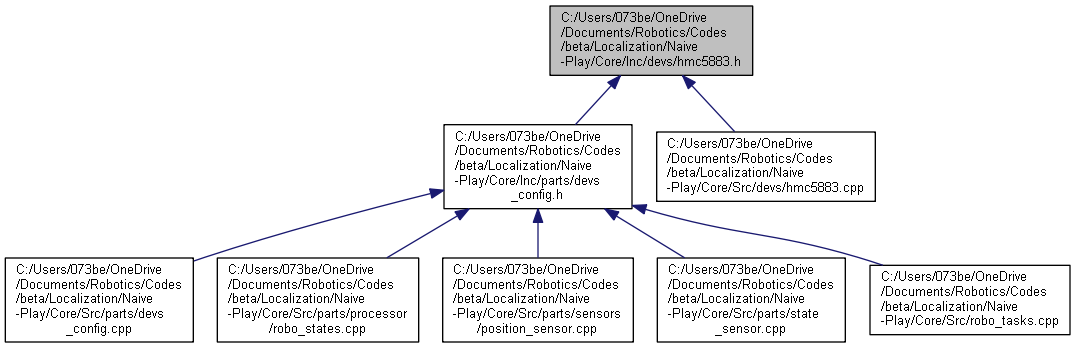 C:/Users/073be/OneDrive
/Documents/Robotics/Codes
/beta/Localization/Naive
-Play/Core/Inc/devs/hmc5883.h
C:/Users/073be/OneDrive
/Documents/Robotics/Codes
/beta/Localization/Naive
-Play/Core/Inc/parts/devs
_config.h
C:/Users/073be/OneDrive
/Documents/Robotics/Codes
/beta/Localization/Naive
-Play/Core/Src/devs/hmc5883.cpp
C:/Users/073be/OneDrive
/Documents/Robotics/Codes
/beta/Localization/Naive
-Play/Core/Src/parts/devs
_config.cpp
C:/Users/073be/OneDrive
/Documents/Robotics/Codes
/beta/Localization/Naive
-Play/Core/Src/parts/processor
/robo_states.cpp
C:/Users/073be/OneDrive
/Documents/Robotics/Codes
/beta/Localization/Naive
-Play/Core/Src/parts/sensors
/position_sensor.cpp
C:/Users/073be/OneDrive
/Documents/Robotics/Codes
/beta/Localization/Naive
-Play/Core/Src/parts/state
_sensor.cpp
C:/Users/073be/OneDrive
/Documents/Robotics/Codes
/beta/Localization/Naive
-Play/Core/Src/robo_tasks.cpp